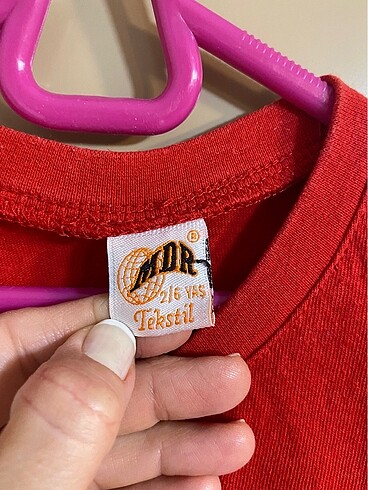 ®
MDR
2/6 YAŞ
Tekstil